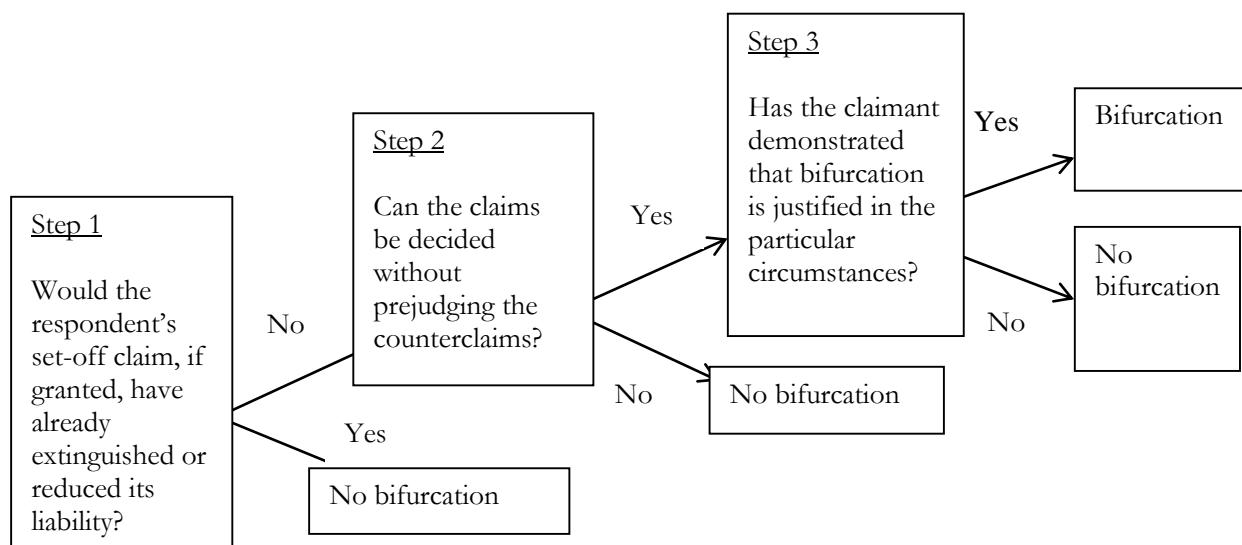 Step 1
Would the
respondent's
set-off claim, if
granted, have
already
extinguished or
reduced its
liability?
No
Yes
No bifurcation
Step 2
Can the claims
be decided
without
prejudging the
counterclaims?
Yes
No
No bifurcation
Step 3
Has the claimant
demonstrated
that bifurcation
is justified in the
particular
circumstances?
Yes
No
Bifurcation
No
bifurcation